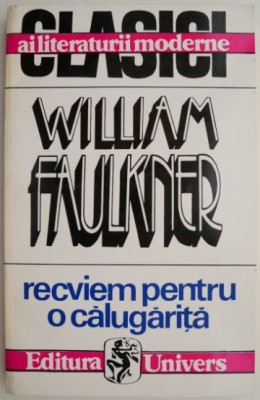 CLASICI
ai literaturii moderne
WILLIAM
FAULKNER
recviem pentru
o călugăriță
Editura Univers